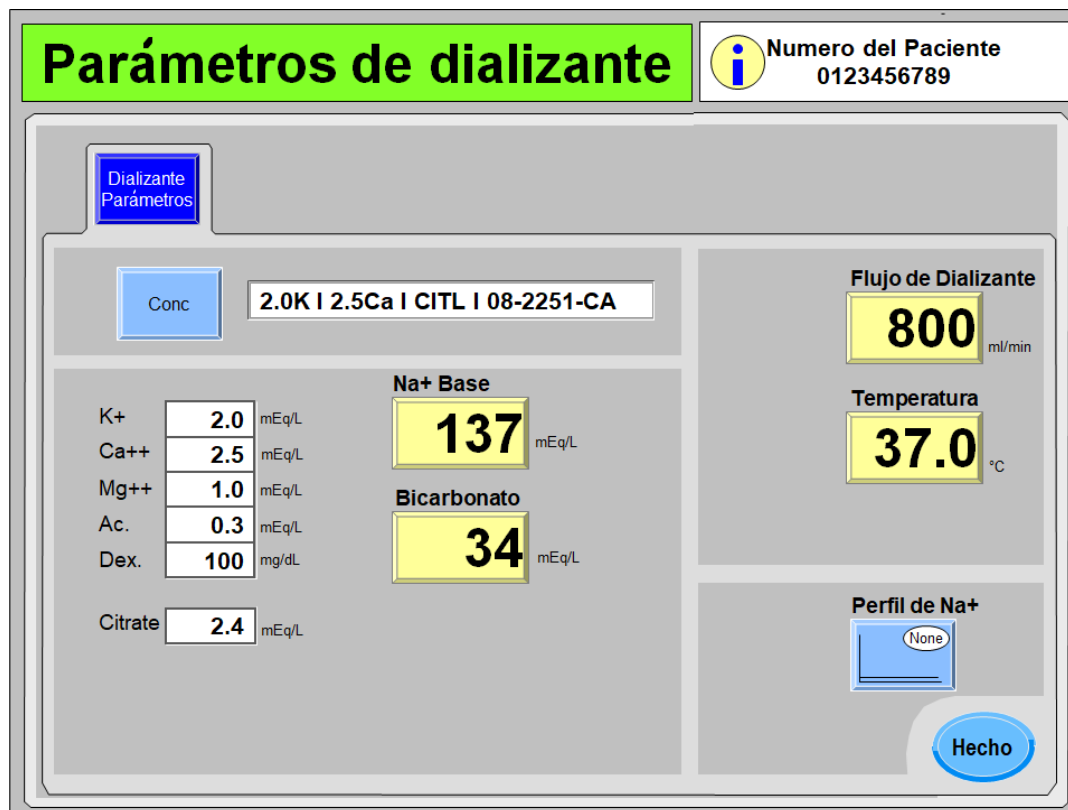 Parámetros de dializante
Numero del Paciente
0123456789
Dializante
Parámetros
Conc
2.0K I 2.5Ca I CITL I 08-2251-CA
K+ 2.0 mEq/L
Ca++ 2.5 mEq/L
Mg++ 1.0 mEq/L
Ac. 0.3 mEq/L
Dex. 100 mg/dL
Citrate 2.4 mEq/L
Na+ Base
137 mEq/L
Bicarbonato
34 mEq/L
Flujo de Dializante
800 ml/min
Temperatura
37.0 °C
Perfil de Na+
None
Hecho